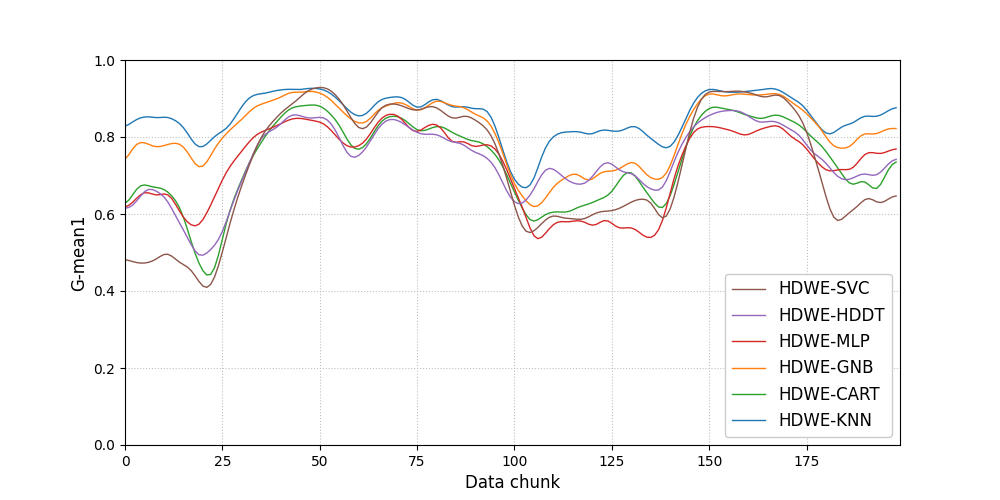 1.0
0.8
0.6
0.4
0.2
0.0
G-mean1
0 25 50 75 100 125 150 175
Data chunk
HDWE-SVC
HDWE-HDDT
HDWE-MLP
HDWE-GNB
HDWE-CART
HDWE-KNN